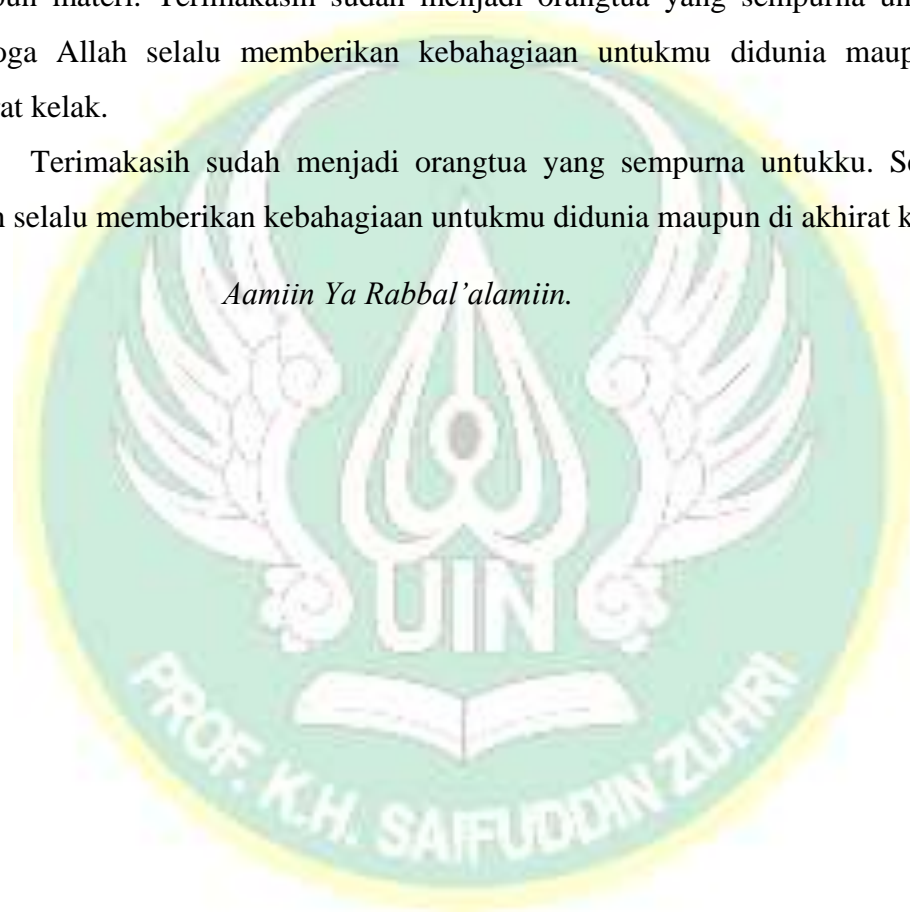 materi. Terimakasih sudah menjadi orangtua yang sempurna
Allah selalu memberikan kebahagiaan untukmu didunia
kelak.
Terimakasih sudah menjadi orangtua yang sempurna untukku.
selalu memberikan kebahagiaan untukmu didunia maupun di akhirat
Aamiin Ya Rabbal’alamiin.
UIN
PROF. K.H. SAIFUDDIN ZUHRI